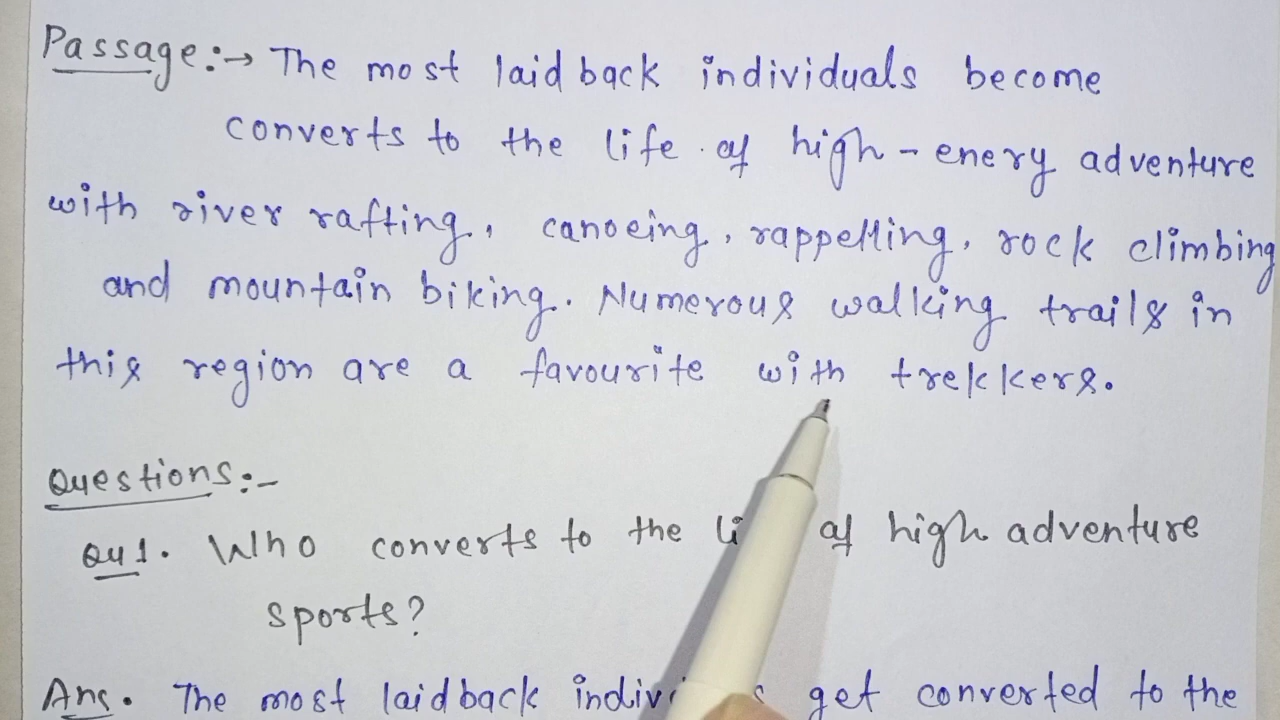 Passage:→ The most laid back individuals become
converts to the life of high-enery adventure
with river rafting, canoeing, rappelling, rock climbing
and mountain biking. Numerous walking trails in
this region are a favourite with trekkers.
Questions:-
Qu1. Who converts to the of high adventure
sports?
Ans. The most laidback get converted to the